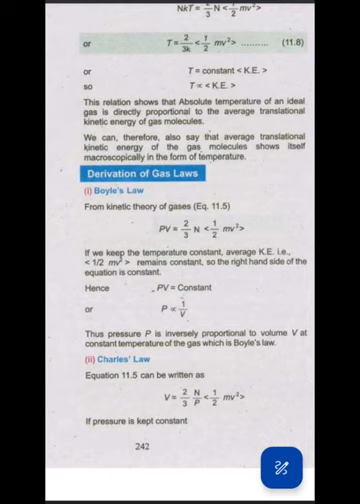 NkT = 2/3 N < 1/2 mv² >
or T = 2/3k < 1/2 mv² > .......... (11.8)
or T = constant < K.E. >
so T ∝ < K.E. >
This relation shows that Absolute temperature of an ideal
gas is directly proportional to the average translational
kinetic energy of gas molecules.
We can, therefore, also say that average translational
kinetic energy of the gas molecules shows itself
macroscopically in the form of temperature.
Derivation of Gas Laws
(i) Boyle's Law
From kinetic theory of gases (Eq. 11.5)
PV = 2/3 N < 1/2 mv² >
If we keep the temperature constant, average K.E. i.e.,
< 1/2 mv² > remains constant, so the right hand side of the
equation is constant.
Hence PV = Constant
or P ∝ 1/V
Thus pressure P is inversely proportional to volume V at
constant temperature of the gas which is Boyle's law.
(ii) Charles' Law
Equation 11.5 can be written as
V = 2/3 N/P < 1/2 mv² >
If pressure is kept constant
242